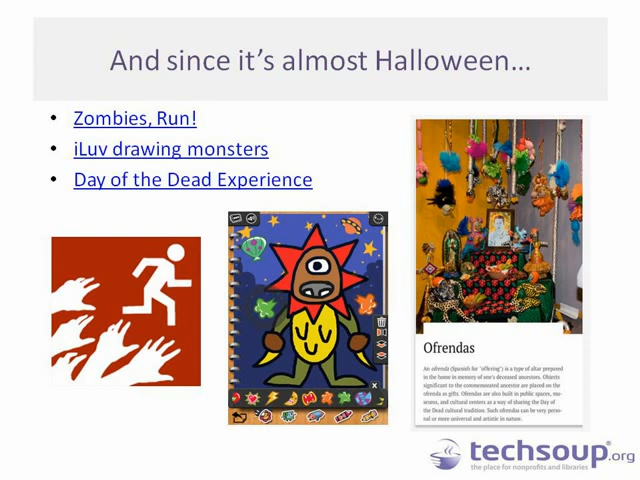 And since it's almost Halloween…
• Zombies, Run!
• iLuv drawing monsters
• Day of the Dead Experience
Ofrendas
An ofrenda (Spanish for "offering") is a type of altar prepared
in the home in memory of one's deceased ancestors. Objects
significant to the commemorated ancestor are placed on the
ofrenda as gifts. Ofrendas are also built in public spaces, mu-
seums, and cultural centers as a way of sharing the Day of
the Dead cultural tradition. Such ofrendas can be very perso-
nal or more universal and artistic in nature.
techsoup.org
the place for nonprofits and libraries